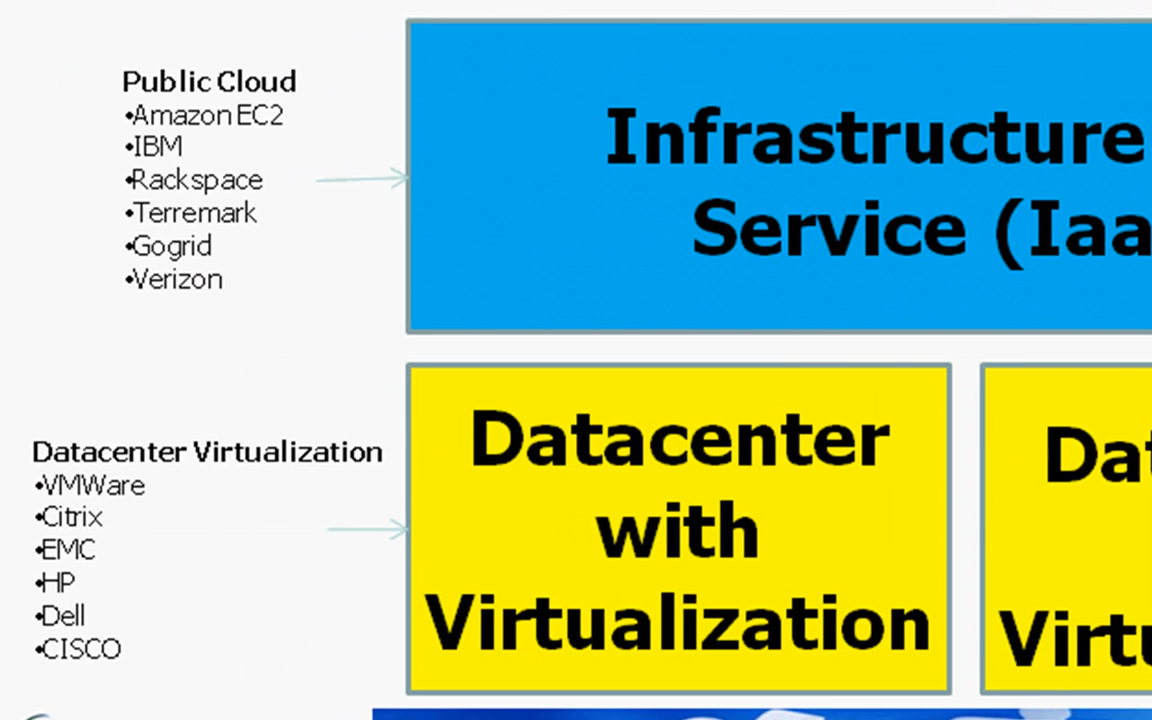 Public Cloud
•Amazon EC2
•IBM
•Rackspace
•Terremark
•Gogrid
•Verizon
Infrastructure
Service (Iaa
Datacenter Virtualization
•VMWare
•Citrix
•EMC
•HP
•Dell
•CISCO
Datacenter
with
Virtualization
Dat
Virtu